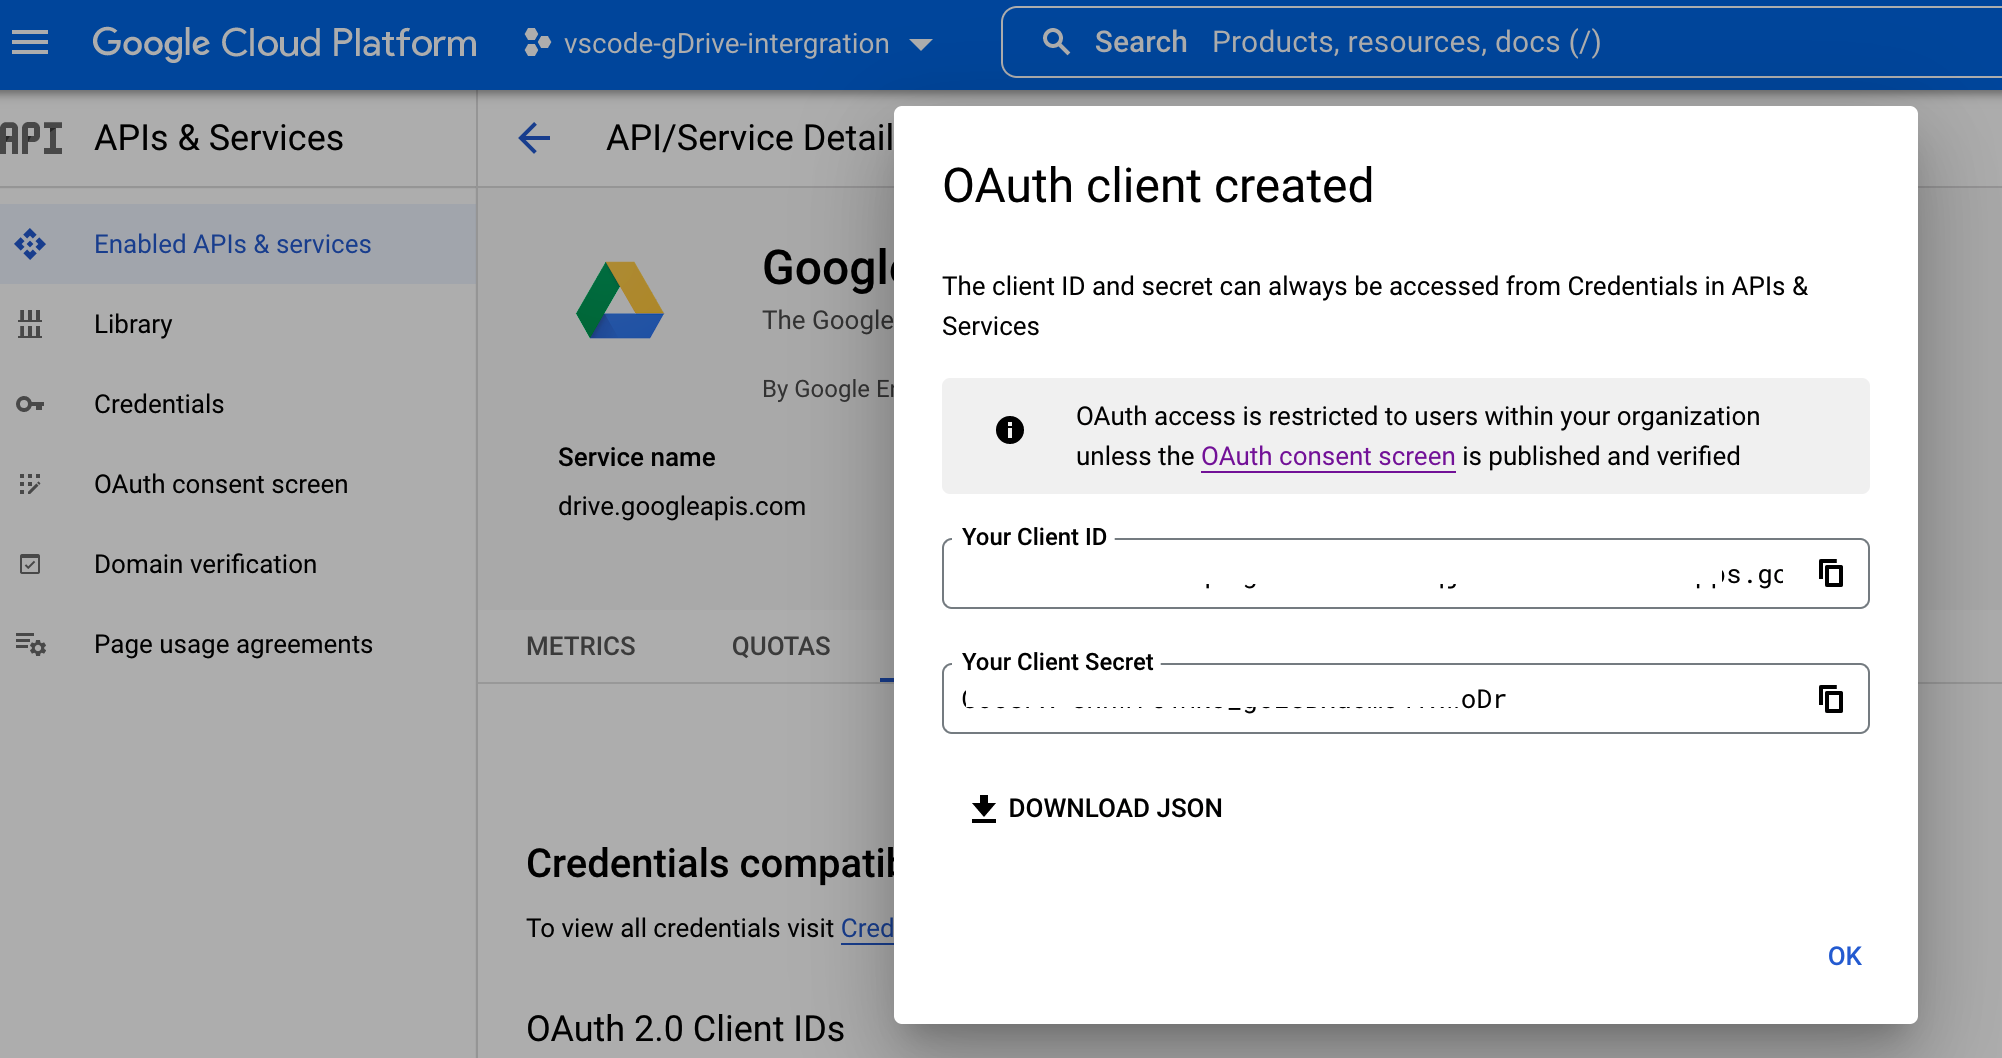 Google Cloud Platform
vscode-gDrive-intergration
Search Products, resources, docs (/)
API
APIs & Services
API/Service Detail
Enabled APIs & services
Library
Credentials
OAuth consent screen
Domain verification
Page usage agreements
Googl
The Google
By Google
Service name
drive.googleapis.com
METRICS
QUOTAS
Credentials compatib
To view all credentials visit Cred
OAuth 2.0 Client IDs
OAuth client created
The client ID and secret can always be accessed from Credentials in APIs &
Services
OAuth access is restricted to users within your organization
unless the OAuth consent screen is published and verified
Your Client ID
Your Client Secret
DOWNLOAD JSON
OK